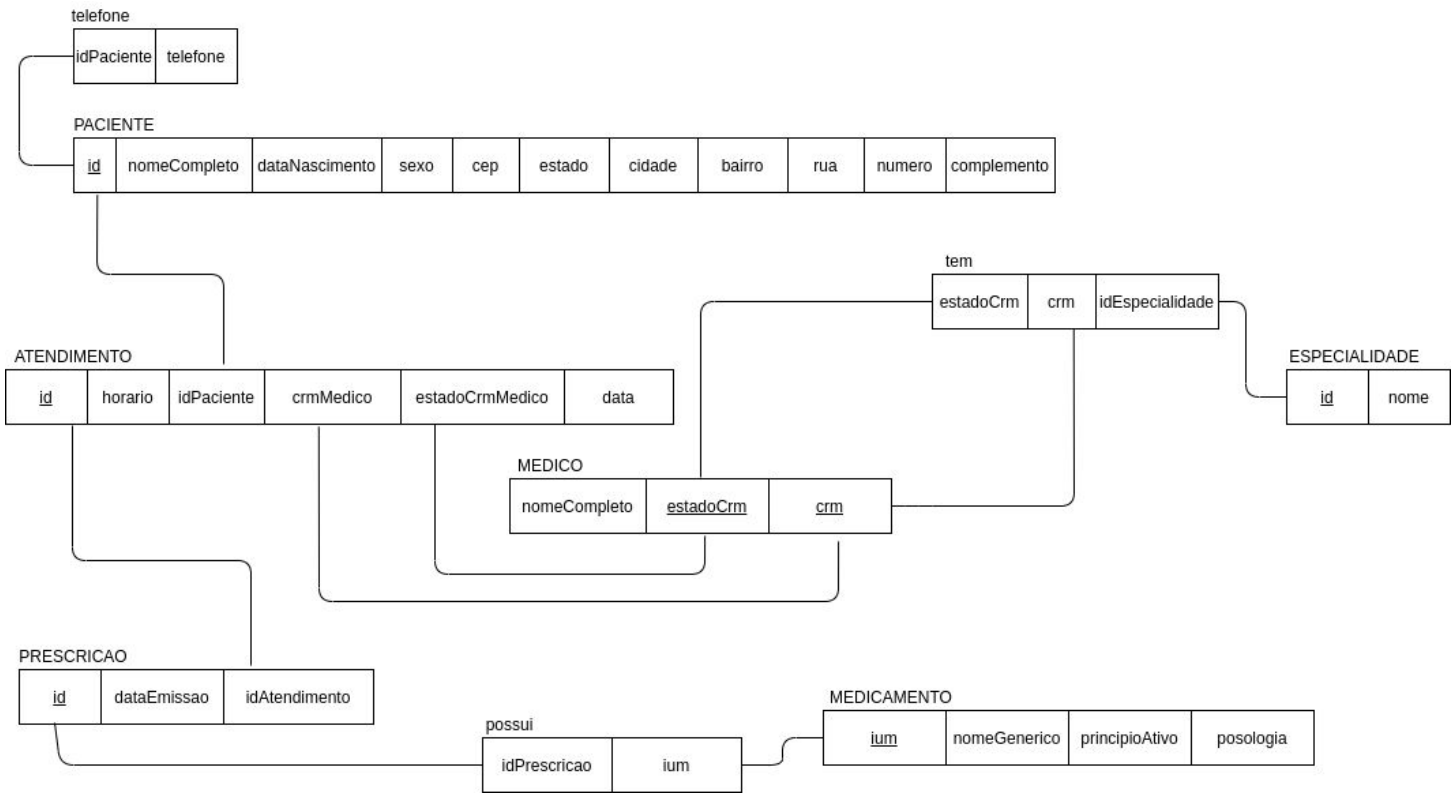 telefone
idPaciente telefone
PACIENTE
id nomeCompleto dataNascimento sexo cep estado cidade bairro rua numero complemento
tem
estadoCrm crm idEspecialidade
ATENDIMENTO
ESPECIALIDADE
id horario idPaciente crmMedico estadoCrmMedico data
id nome
MEDICO
nomeCompleto estadoCrm crm
PRESCRICAO
id dataEmissao idAtendimento
MEDICAMENTO
possui
ium nomeGenerico principioAtivo posologia
idPrescricao ium